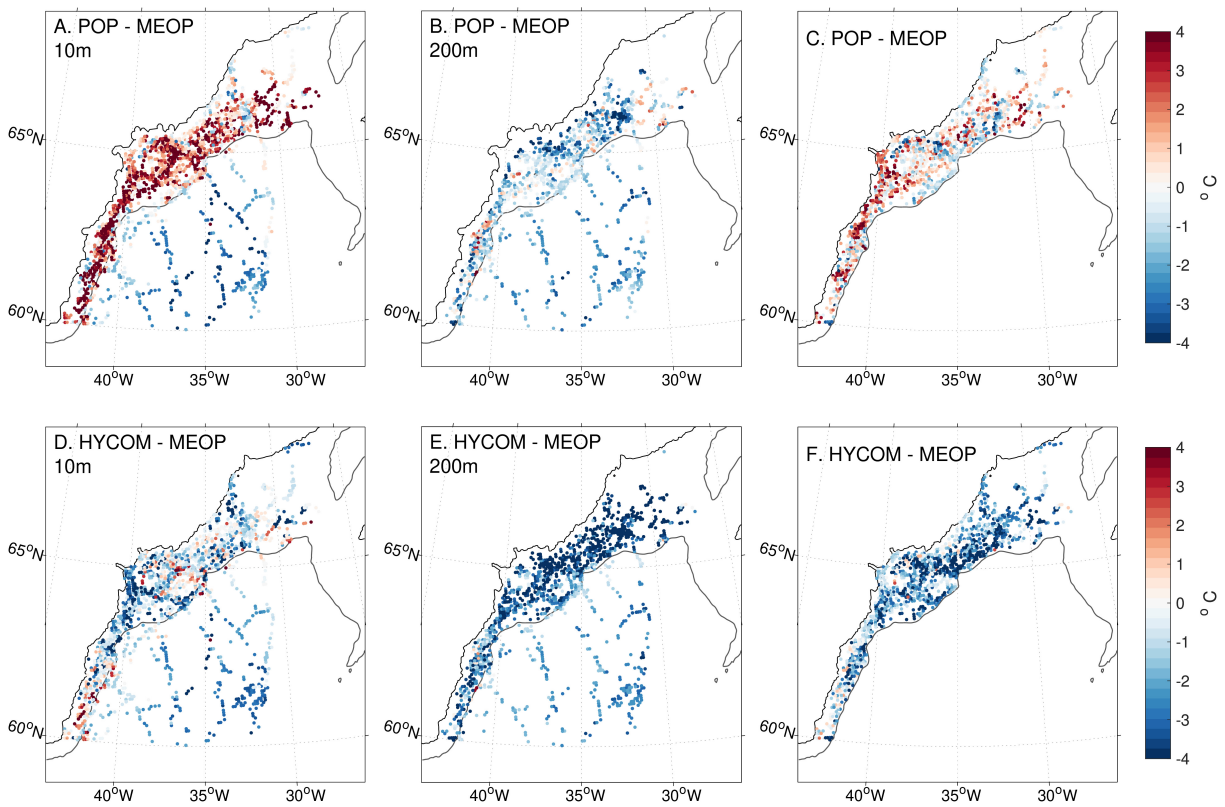 A. POP - MEOP
10m
B. POP - MEOP
200m
C. POP - MEOP
65°N
60°N
40°W 35°W 30°W
65°N
60°N
40°W 35°W 30°W
65°N
60°N
40°W 35°W 30°W
4
3
2
1
0
-1
-2
-3
-4
°C
D. HYCOM - MEOP
10m
E. HYCOM - MEOP
200m
F. HYCOM - MEOP
65°N
60°N
40°W 35°W 30°W
65°N
60°N
40°W 35°W 30°W
65°N
60°N
40°W 35°W 30°W
4
3
2
1
0
-1
-2
-3
-4
°C